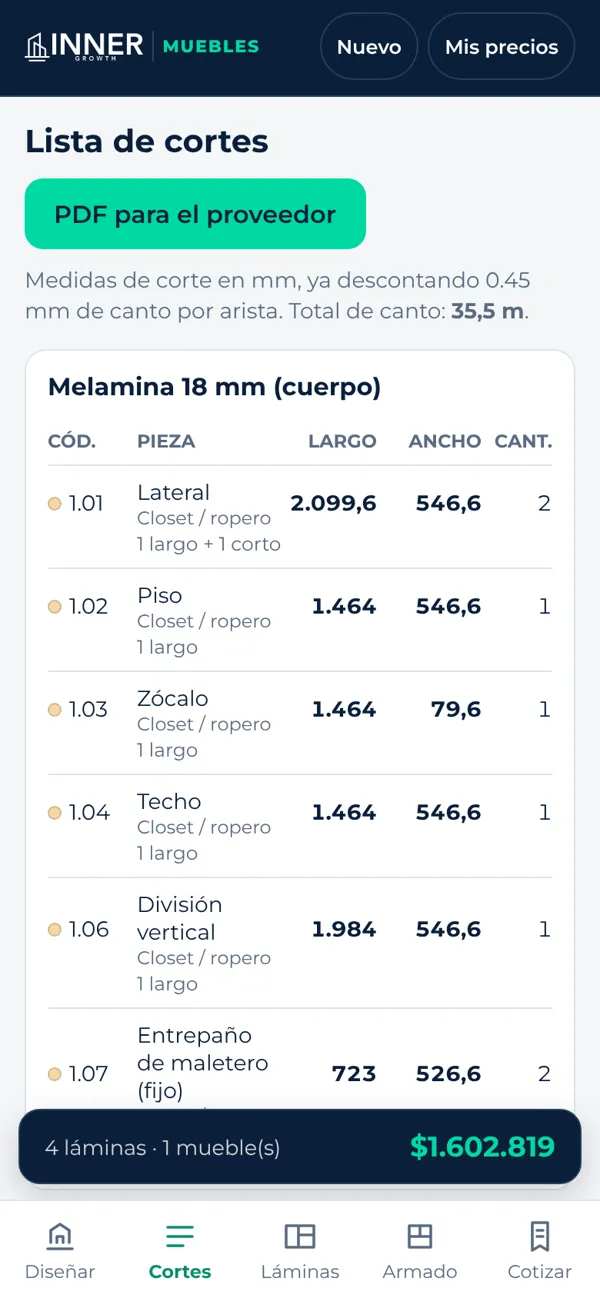 INNER GROWTH MUEBLES
Nuevo
Mis precios
Lista de cortes
PDF para el proveedor
Medidas de corte en mm, ya descontando 0.45
mm de canto por arista. Total de canto: 35,5 m.
Melamina 18 mm (cuerpo)
CÓD. PIEZA LARGO ANCHO CANT.
1.01 Lateral 2.099,6 546,6 2
Closet / ropero
1 largo + 1 corto
1.02 Piso 1.464 546,6 1
Closet / ropero
1 largo
1.03 Zócalo 1.464 79,6 1
Closet / ropero
1 largo
1.04 Techo 1.464 546,6 1
Closet / ropero
1 largo
1.06 División vertical 1.984 546,6 1
Closet / ropero
1 largo
1.07 Entrepaño de maletero (fijo) 723 526,6 2
4 láminas · 1 mueble(s) $1.602.819
Diseñar Cortes Láminas Armado Cotizar